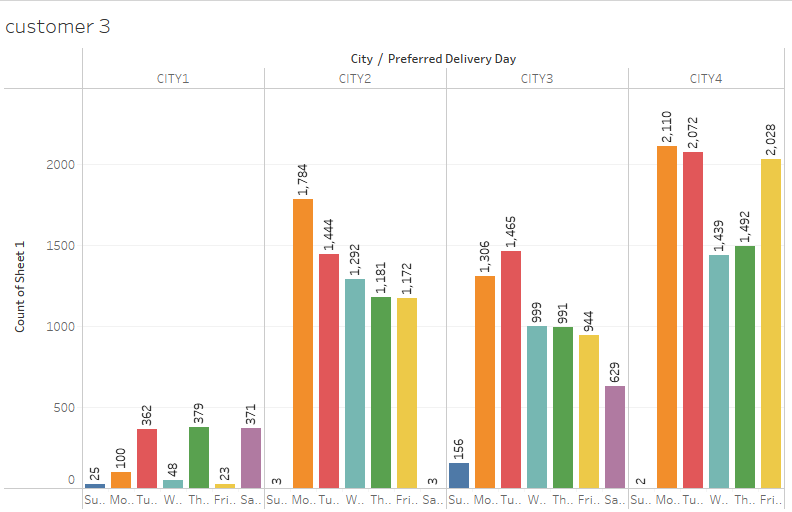 customer 3
City / Preferred Delivery Day
CITY1 CITY2 CITY3 CITY4
Count of Sheet 1
2000
1500
1000
500
0
25 100 362 48 379 23 371
3 1,784 1,444 1,292 1,181 1,172 3
156 1,306 1,465 999 991 944 629
2 2,110 2,072 1,439 1,492 2,028
Su.. Mo.. Tu.. W.. Th.. Fri.. Sa.. Su.. Mo.. Tu.. W.. Th.. Fri.. Sa.. Su.. Mo.. Tu.. W.. Th.. Fri.. Sa.. Su.. Mo.. Tu.. W.. Th.. Fri..